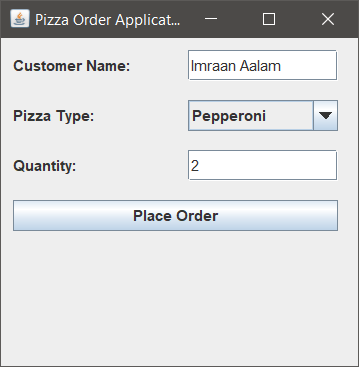 Pizza Order Applicat...
Customer Name: Imraan Aalam
Pizza Type: Pepperoni
Quantity: 2
Place Order